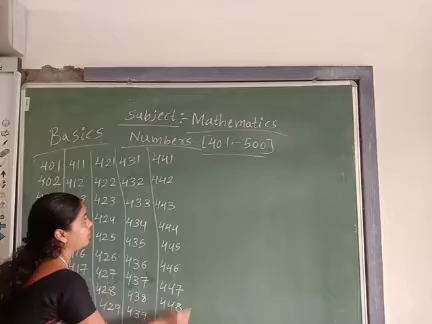 Subject:- Mathematics
Basics Numbers [401-500]
401 411 421 431 441
402 412 422 432 442
423 433 443
424 434 444
425 435 445
426 436 446
417 427 437 447
428 438 448
429 439